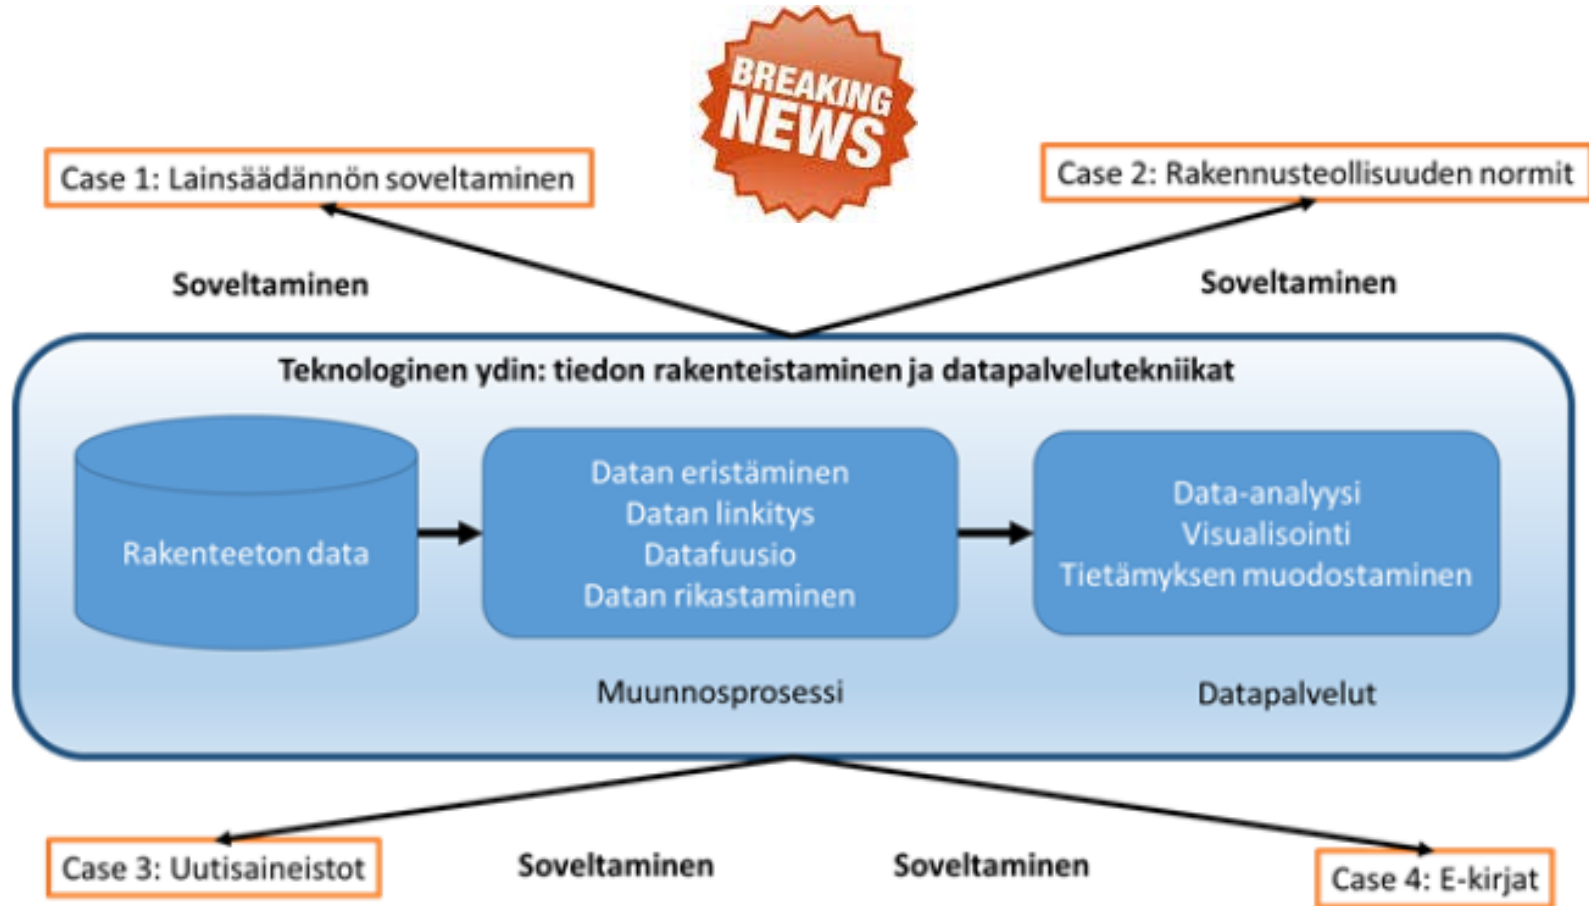 BREAKING
NEWS
Case 1: Lainsäädännön soveltaminen
Case 2: Rakennusteollisuuden normit
Soveltaminen
Soveltaminen
Teknologinen ydin: tiedon rakenteistaminen ja datapalvelutekniikat
Rakenteeton data
Datan eristäminen
Datan linkitys
Datafuusio
Datan rikastaminen
Data-analyysi
Visualisointi
Tietämyksen muodostaminen
Muunnosprosessi
Datapalvelut
Case 3: Uutisaineistot
Soveltaminen
Soveltaminen
Case 4: E-kirjat